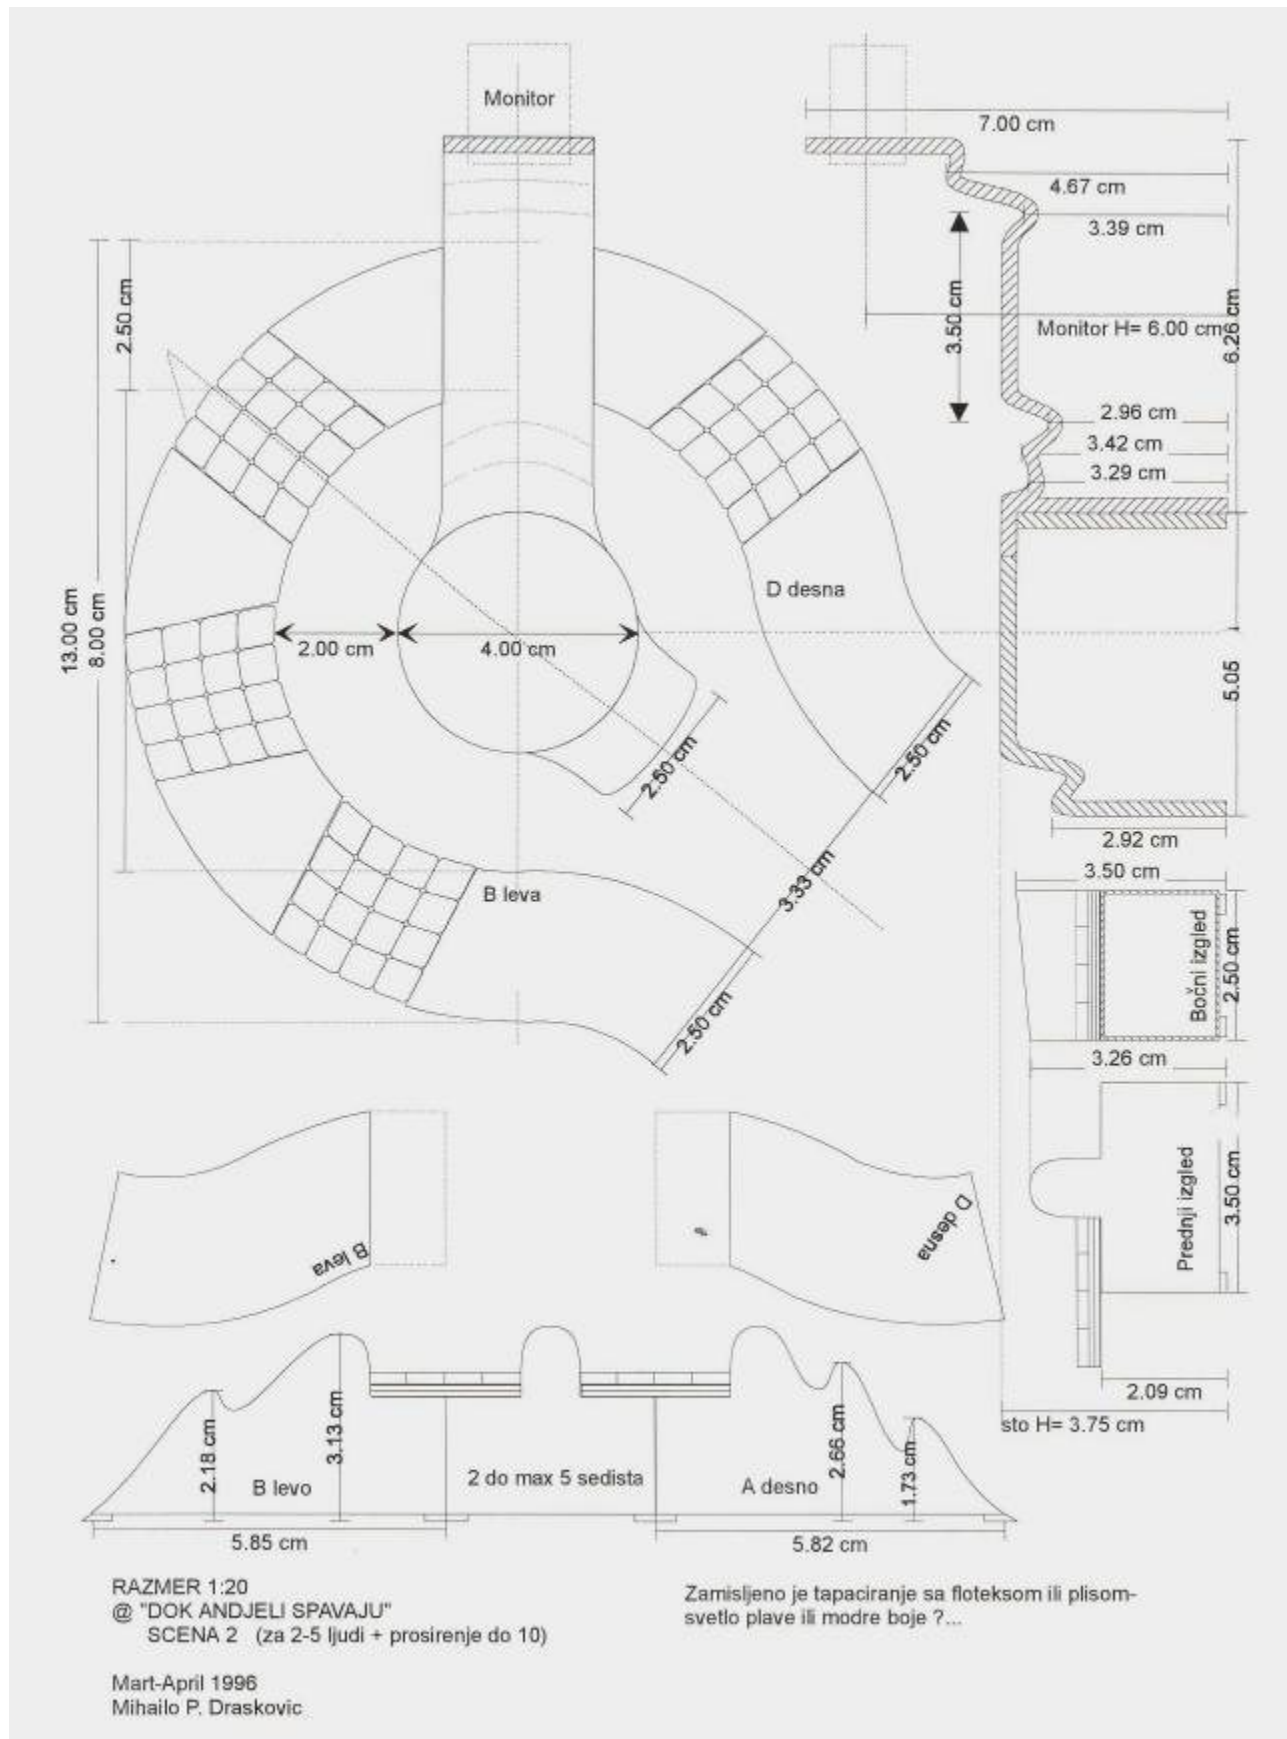 Monitor
7.00 cm
4.67 cm
3.39 cm
2.50 cm
3.50 cm
Monitor H= 6.00 cm
6.26 cm
2.96 cm
3.42 cm
3.29 cm
D desna
13.00 cm
8.00 cm
2.00 cm
4.00 cm
5.05
2.50 cm
2.50 cm
2.92 cm
3.33 cm
3.50 cm
B leva
Bočni izgled
2.50 cm
2.50 cm
3.26 cm
B leva
D desna
Prednji izgled
3.50 cm
2.09 cm
sto H= 3.75 cm
2.18 cm
3.13 cm
2.66 cm
1.73 cm
B levo
2 do max 5 sedista
A desno
5.85 cm
5.82 cm
RAZMER 1:20
@ "DOK ANDJELI SPAVAJU"
SCENA 2 (za 2-5 ljudi + prosirenje do 10)
Zamisljeno je tapaciranje sa floteksom ili plisom-
svetlo plave ili modre boje ?...
Mart-April 1996
Mihailo P. Draskovic